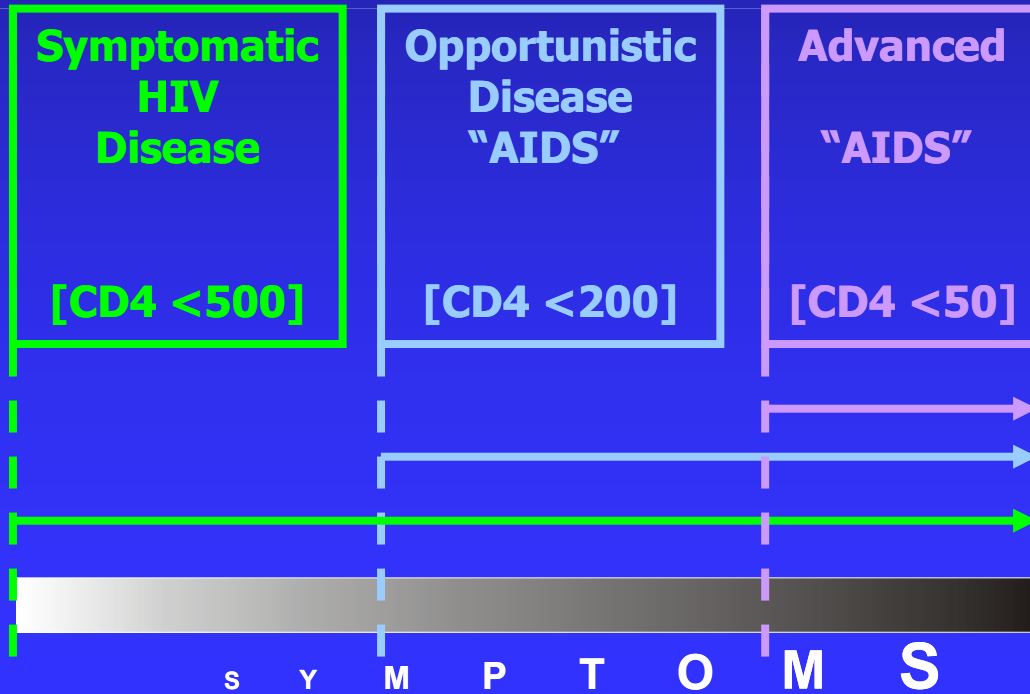 Symptomatic
HIV
Disease
[CD4 <500]
Opportunistic
Disease
“AIDS”
[CD4 <200]
Advanced
“AIDS”
[CD4 <50]
S Y M P T O M S